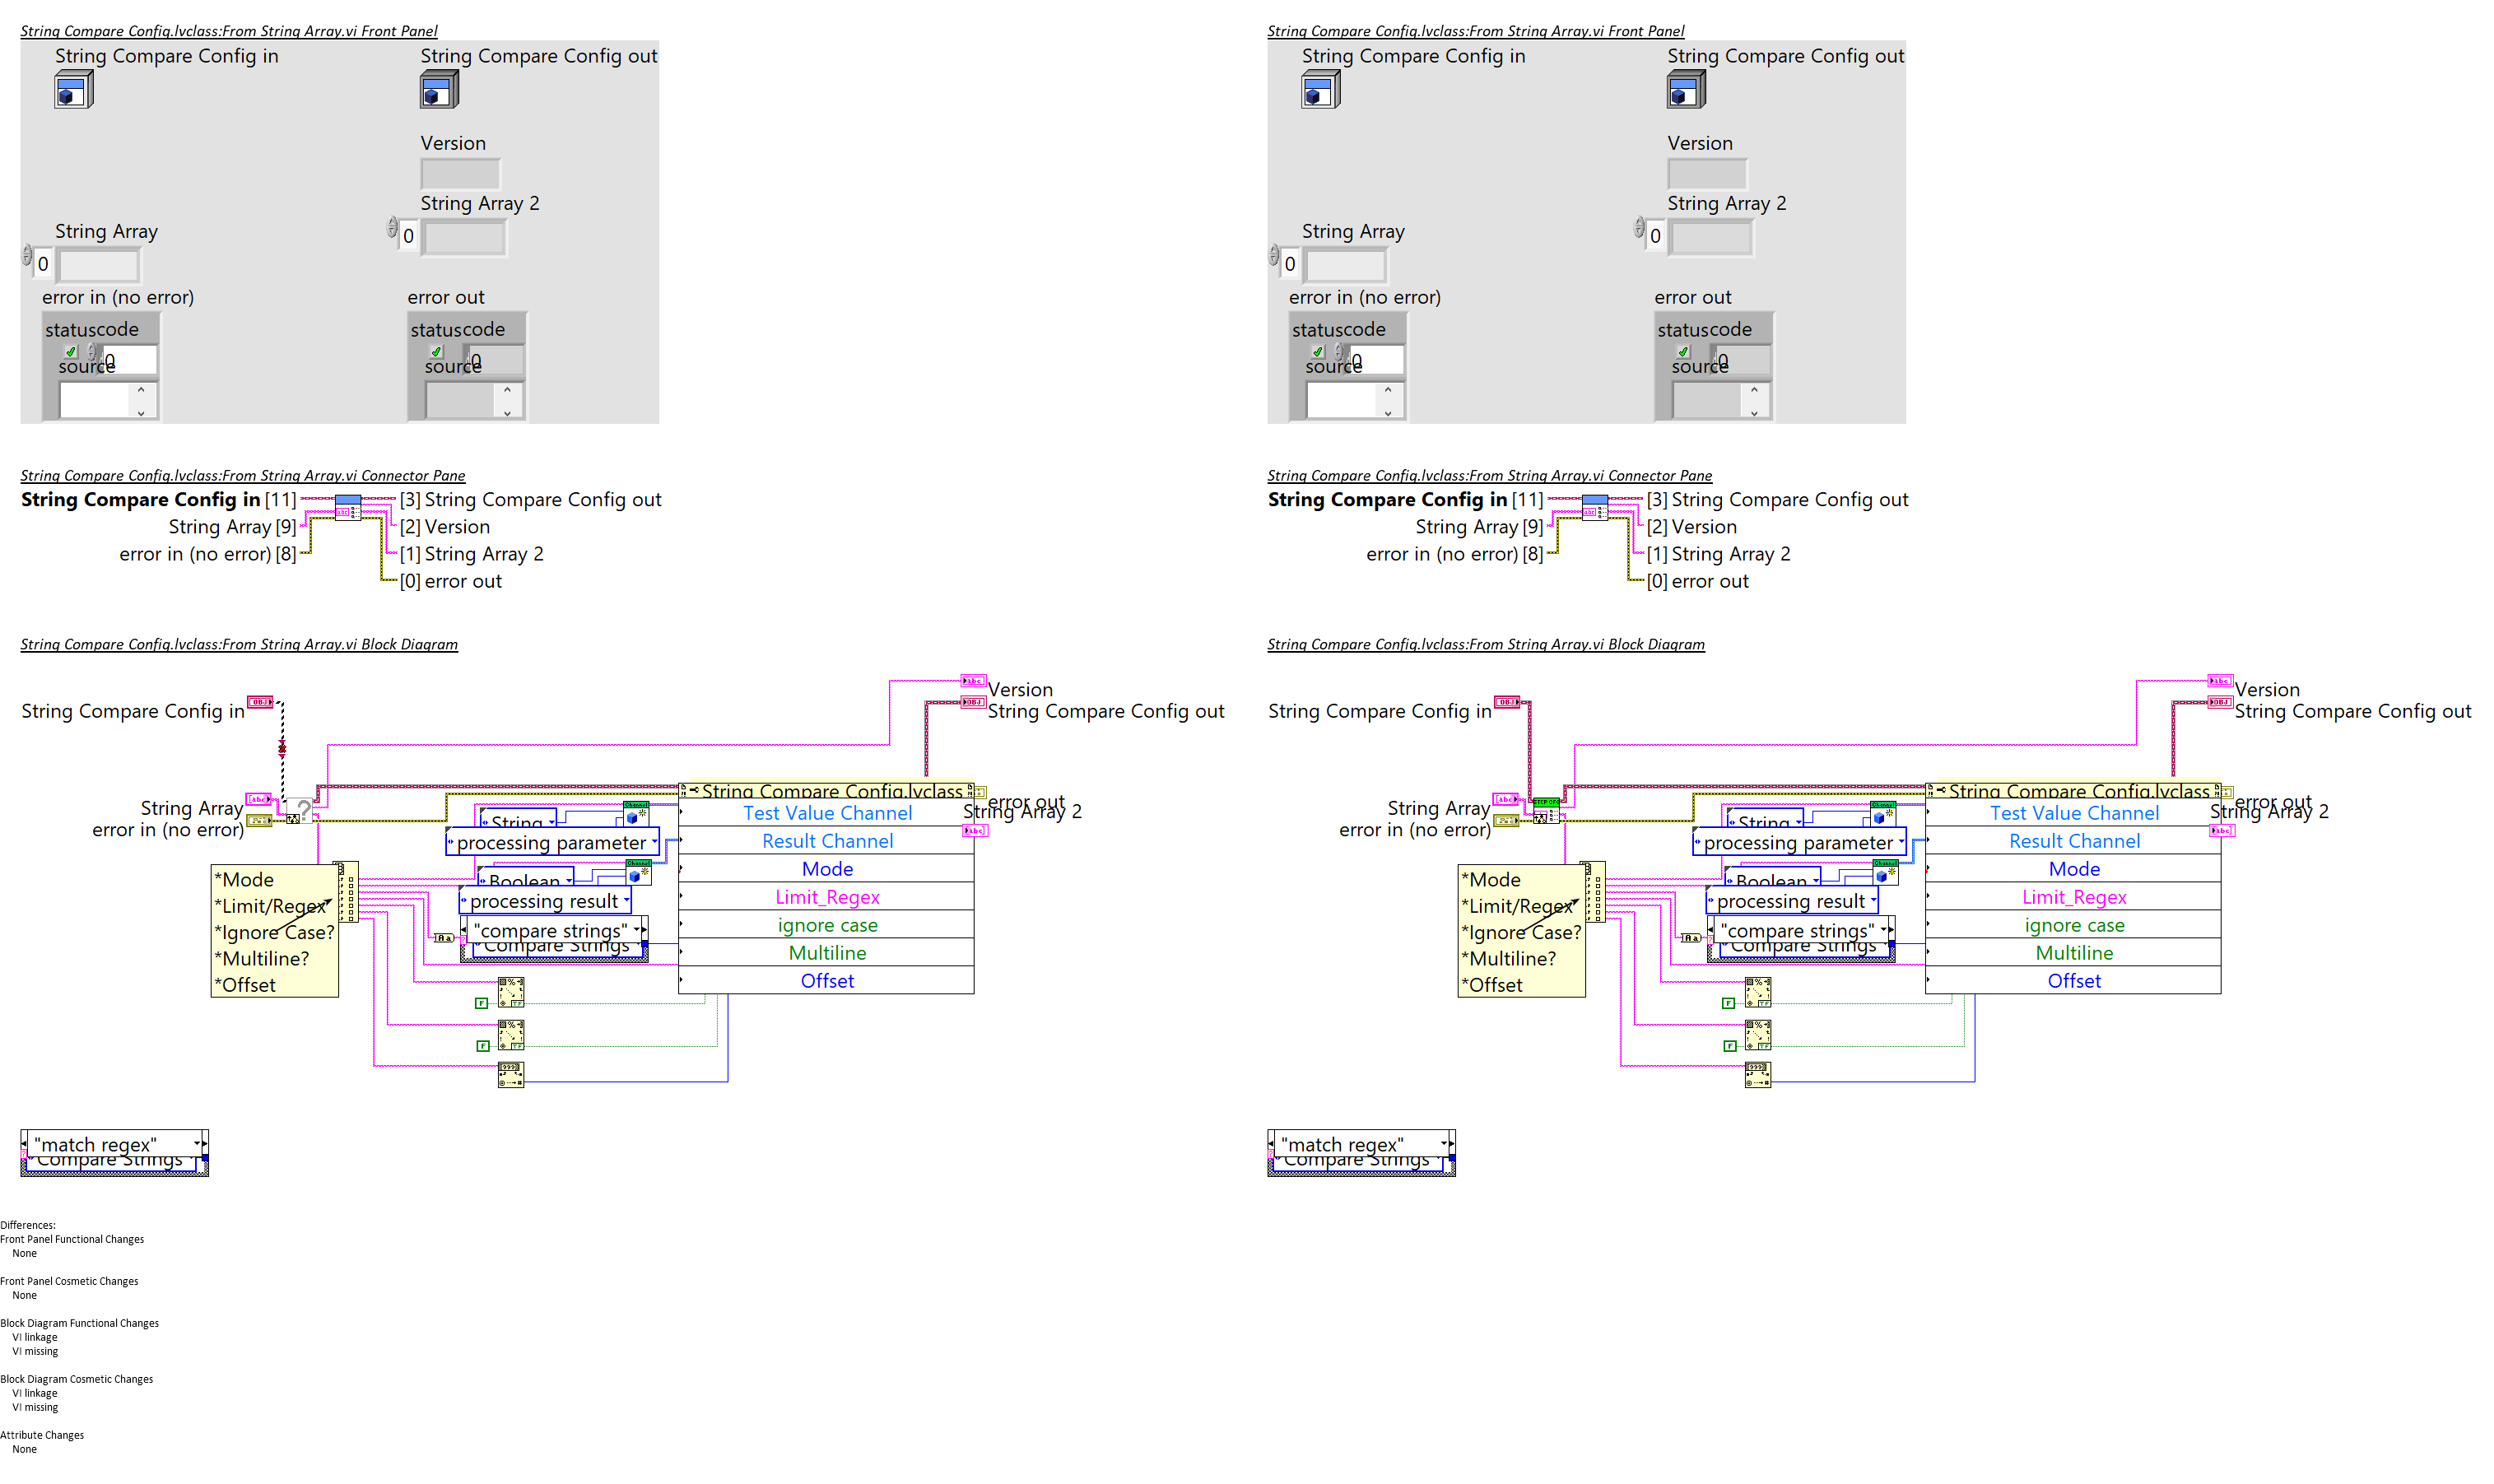 String Compare Config.lvclass:From String Array.vi Front Panel
String Compare Config in
String Compare Config out
Version
String Array 2
0
String Array
0
error in (no error)
error out
status code
0
source
status code
0
source
String Compare Config.lvclass:From String Array.vi Connector Pane
String Compare Config in [11]
[3] String Compare Config out
String Array [9]
[2] Version
error in (no error) [8]
[1] String Array 2
[0] error out
String Compare Config.lvclass:From String Array.vi Block Diagram
Version
String Compare Config in
String Compare Config out
String Compare Config.lvclass
error out
String Array
String Array 2
error in (no error)
String
Test Value Channel
processing parameter
Result Channel
Boolean
Mode
processing result
Limit_Regex
"compare strings"
ignore case
Compare Strings
Multiline
Offset
*Mode
*Limit/Regex
*Ignore Case?
*Multiline?
*Offset
F
F
"match regex"
Compare Strings
String Compare Config.lvclass:From String Array.vi Front Panel
String Compare Config in
String Compare Config out
Version
String Array 2
0
String Array
0
error in (no error)
error out
status code
0
source
status code
0
source
String Compare Config.lvclass:From String Array.vi Connector Pane
String Compare Config in [11]
[3] String Compare Config out
String Array [9]
[2] Version
error in (no error) [8]
[1] String Array 2
[0] error out
String Compare Config.lvclass:From String Array.vi Block Diagram
Version
String Compare Config in
String Compare Config out
String Compare Config.lvclass
error out
String Array
String Array 2
error in (no error)
String
Test Value Channel
processing parameter
Result Channel
Boolean
Mode
processing result
Limit_Regex
"compare strings"
ignore case
Compare Strings
Multiline
Offset
*Mode
*Limit/Regex
*Ignore Case?
*Multiline?
*Offset
F
F
"match regex"
Compare Strings
Differences:
Front Panel Functional Changes
None
Front Panel Cosmetic Changes
None
Block Diagram Functional Changes
VI linkage
VI missing
Block Diagram Cosmetic Changes
VI linkage
VI missing
Attribute Changes
None